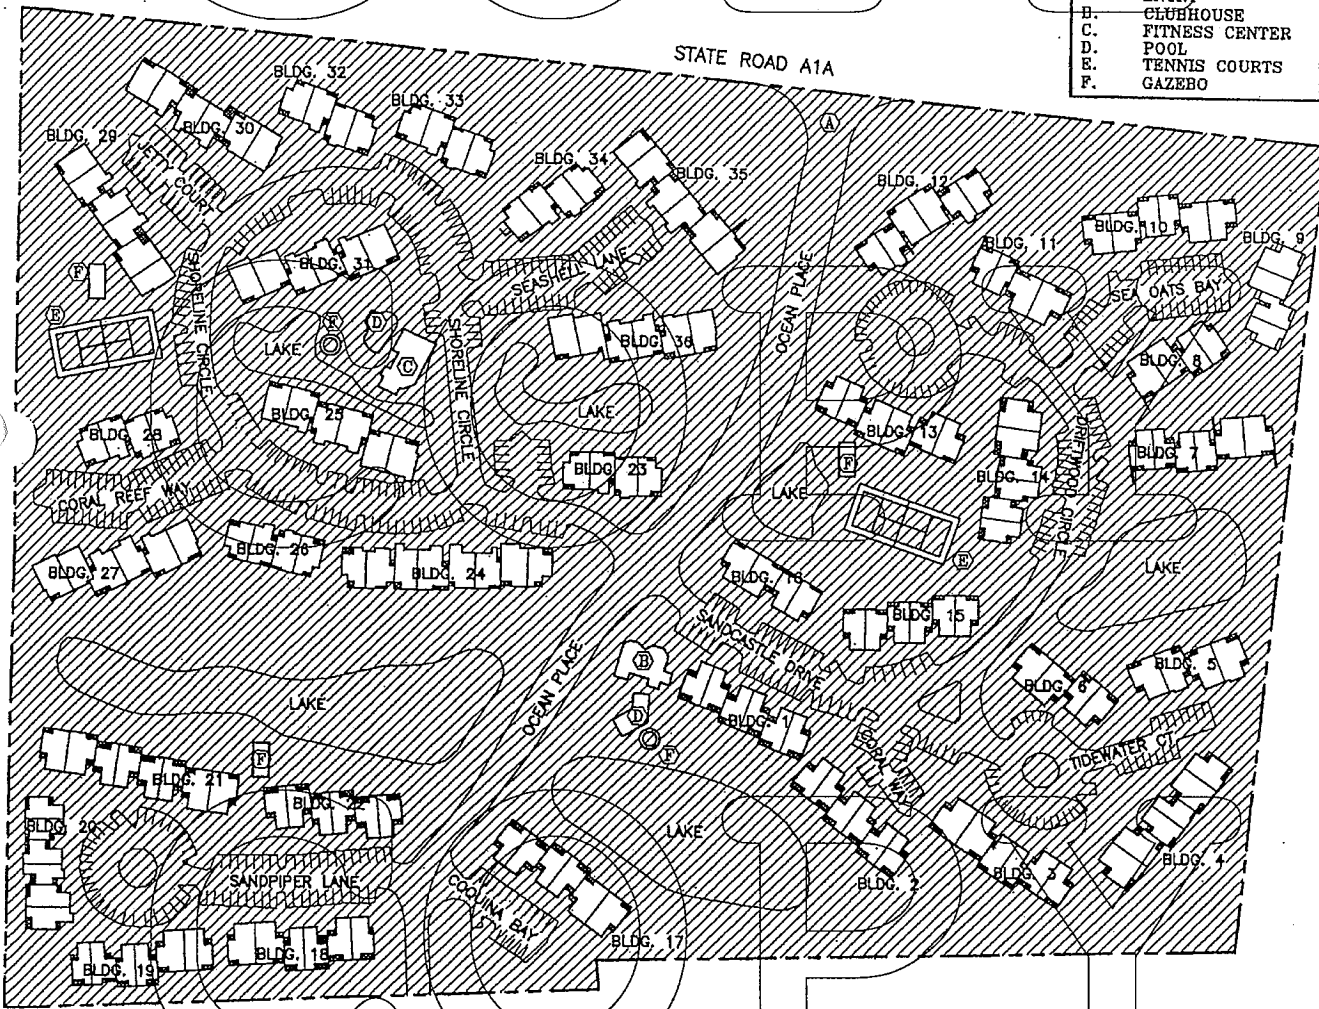 B. CLUBHOUSE
C. FITNESS CENTER
D. POOL
E. TENNIS COURTS
F. GAZEBO
STATE ROAD A1A
BLDG. 32
BLDG. 33
BLDG. 30
BLDG. 29
JETTY COURT
BLDG. 34
BLDG. 35
A
BLDG. 12
BLDG. 10
BLDG. 9
BLDG. 11
SEA OATS BAY
BLDG. 31
SEASHELL LANE
OCEAN PLACE
F
E
SHORELINE CIRCLE
F
D
C
LAKE
SHORELINE CIRCLE
BLDG. 36
BLDG. 8
BLDG. 25
LAKE
BLDG. 13
BLDG. 28
BLDG. 23
F
BLDG. 14
BLDG. 7
CORAL REEF WAY
LAKE
CIRCLE
E
BLDG. 26
BLDG. 27
BLDG. 24
BLDG. 16
LAKE
BLDG. 15
SANDCASTLE DRIVE
B
OCEAN PLACE
BLDG. 5
BLDG. 6
LAKE
D
BLDG. 1
F
TIDEWATER CT.
CORAL WAY
BLDG. 21
F
BLDG. 22
BLDG. 20
LAKE
BLDG. 4
BLDG. 3
BLDG. 2
SANDPIPER LANE
COQUINA BAY
BLDG. 17
BLDG. 18
BLDG. 19